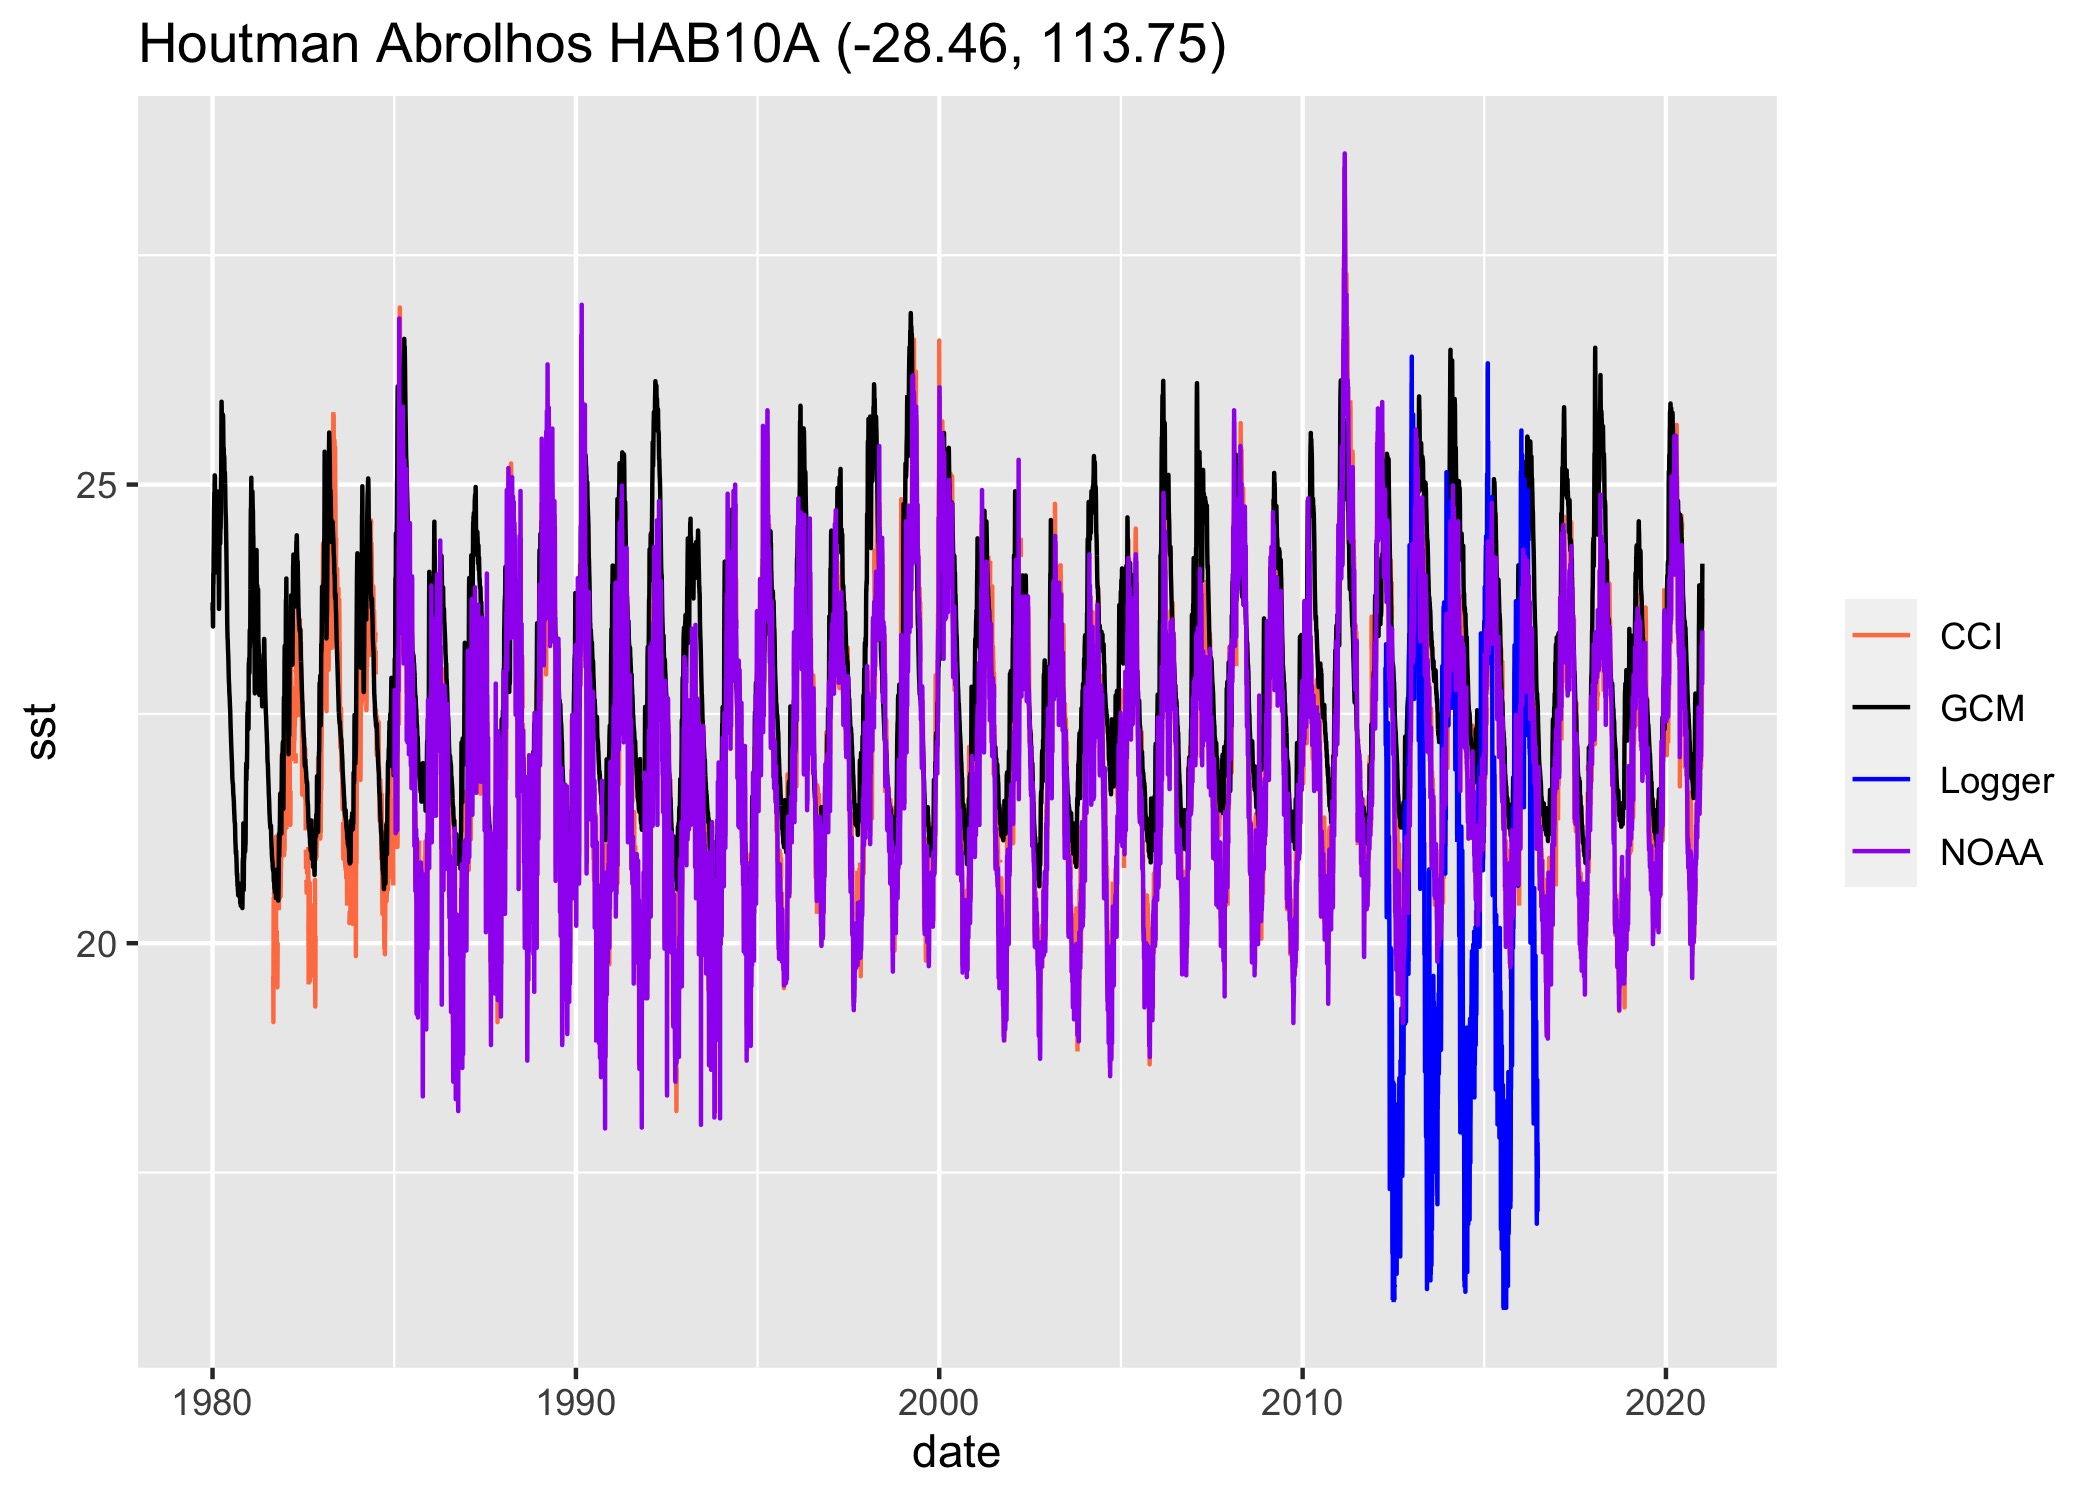 Houtman Abrolhos HAB10A (-28.46, 113.75)
25
20
sst
1980 1990 2000 2010 2020
date
CCI
GCM
Logger
NOAA